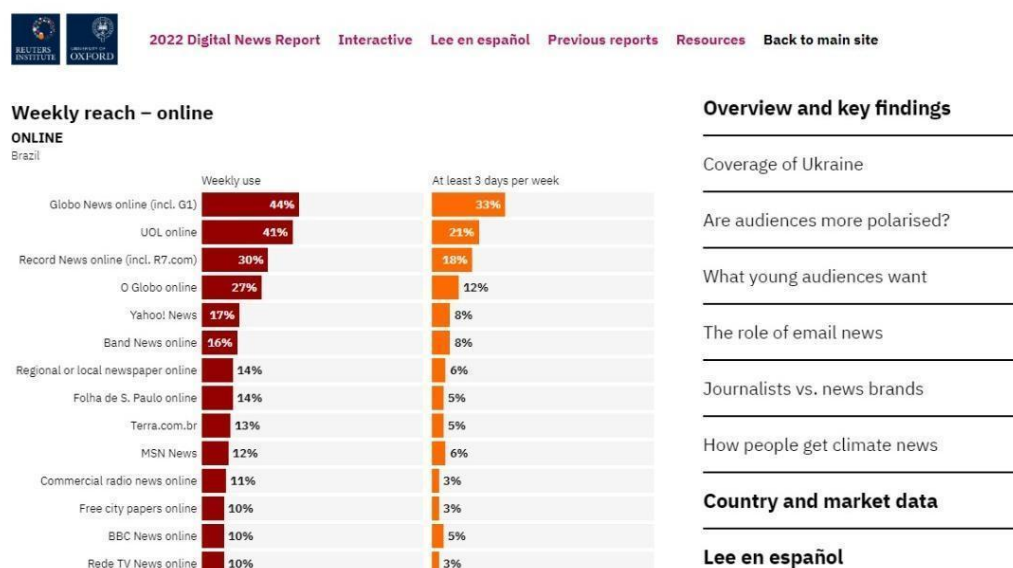 REUTERS
INSTITUTE
UNIVERSITY OF
OXFORD
2022 Digital News Report Interactive Lee en español Previous reports Resources Back to main site
Weekly reach – online
ONLINE
Brazil
Weekly use At least 3 days per week
Globo News online (incl. G1) 44% 33%
UOL online 41% 21%
Record News online (incl. R7.com) 30% 18%
O Globo online 27% 12%
Yahoo! News 17% 8%
Band News online 16% 8%
Regional or local newspaper online 14% 6%
Folha de S. Paulo online 14% 5%
Terra.com.br 13% 5%
MSN News 12% 6%
Commercial radio news online 11% 3%
Free city papers online 10% 3%
BBC News online 10% 5%
Rede TV News online 10% 3%
Overview and key findings
Coverage of Ukraine
Are audiences more polarised?
What young audiences want
The role of email news
Journalists vs. news brands
How people get climate news
Country and market data
Lee en español